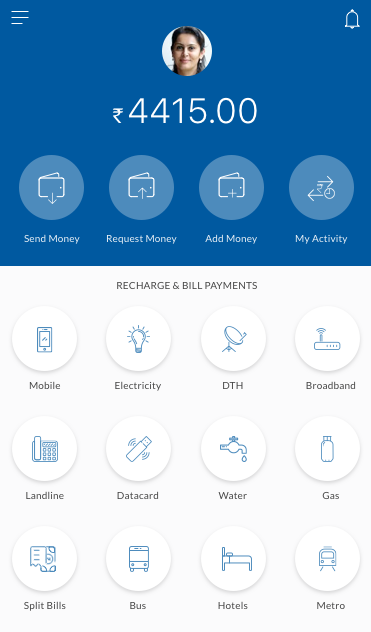 ₹4415.00
Send Money Request Money Add Money My Activity
RECHARGE & BILL PAYMENTS
Mobile Electricity DTH Broadband
Landline Datacard Water Gas
Split Bills Bus Hotels Metro